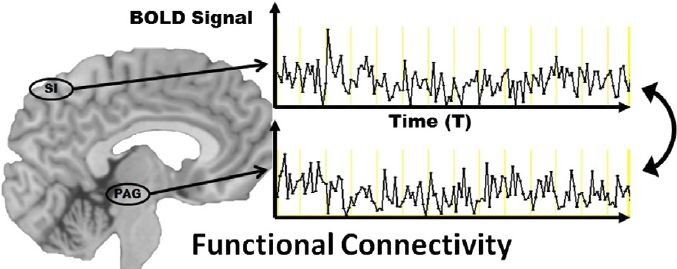 BOLD Signal
SI
Time (T)
PAG
Functional Connectivity